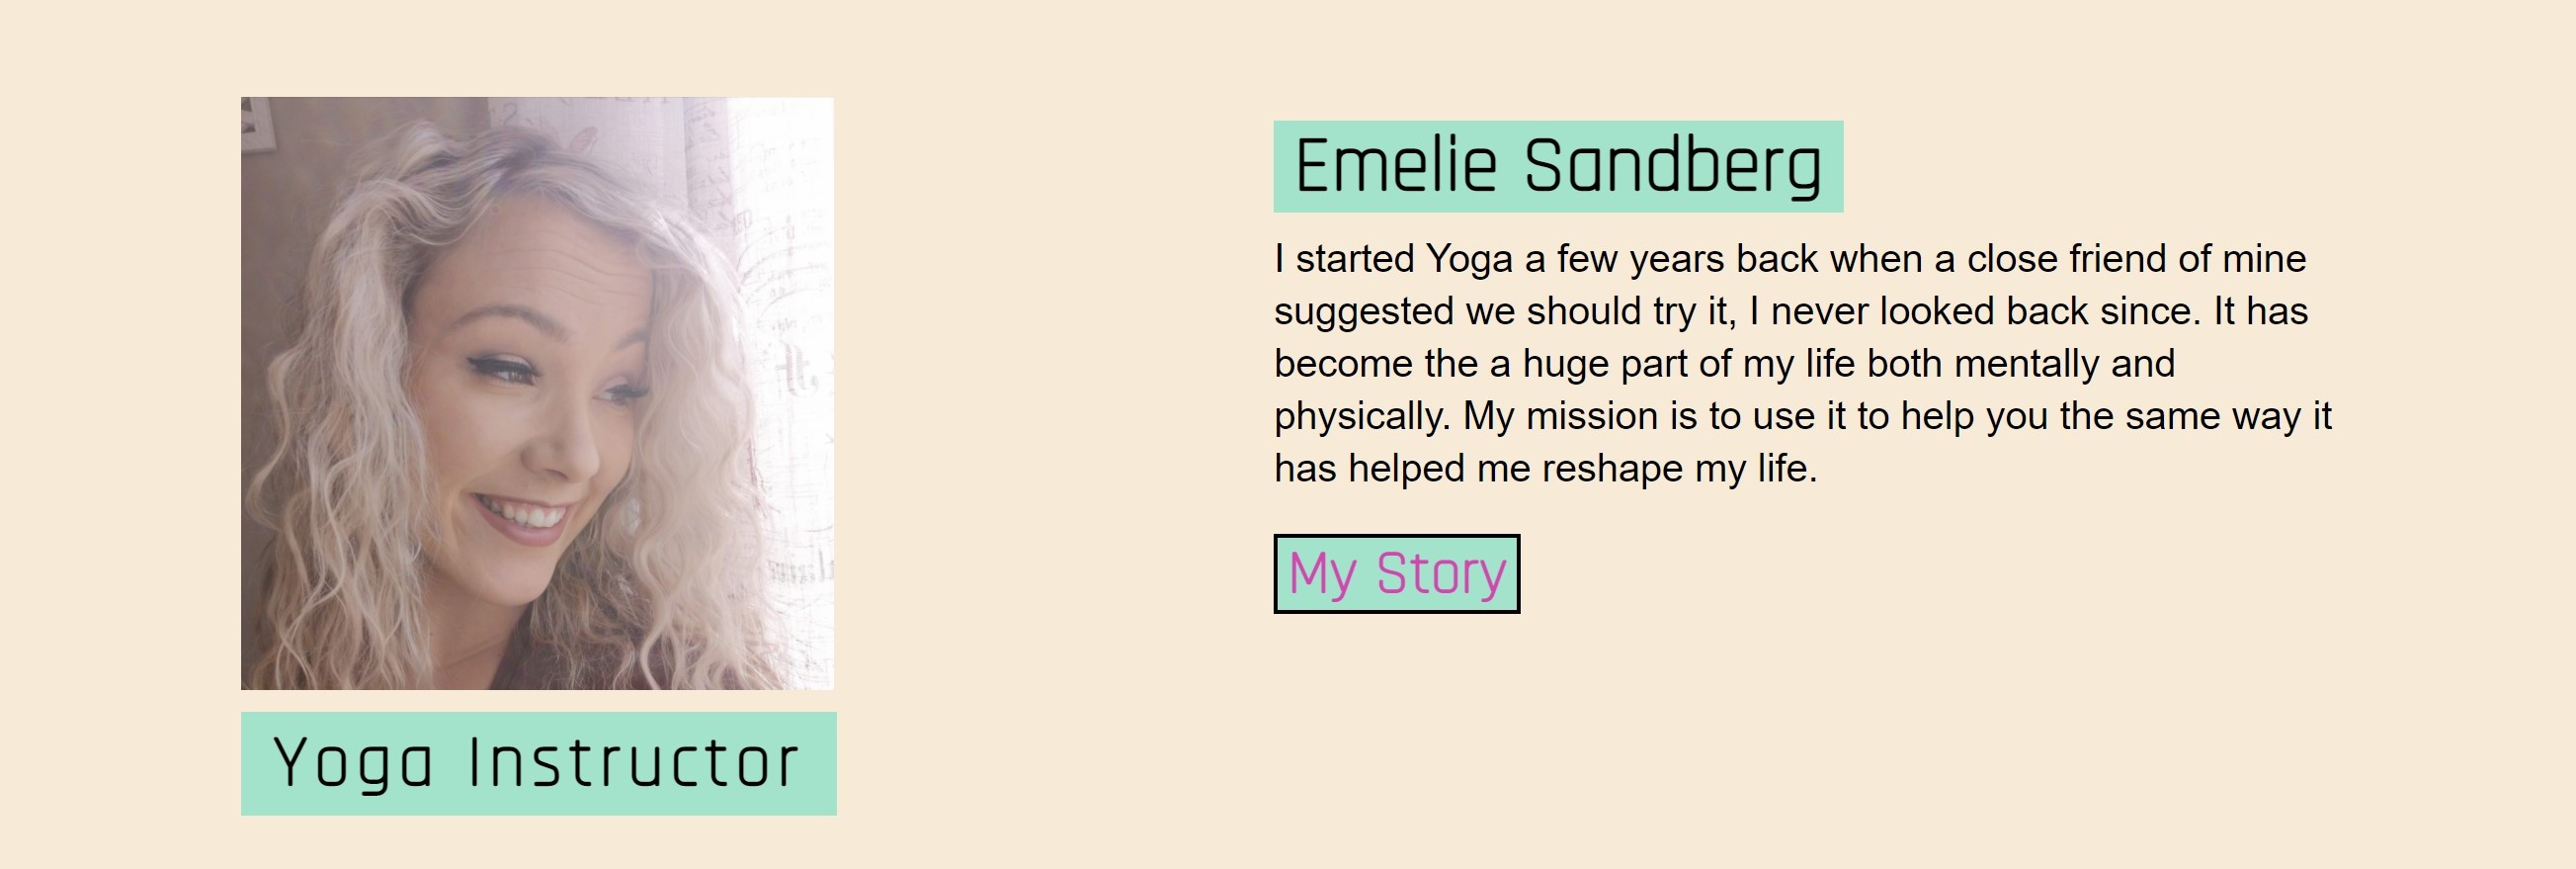 Emelie Sandberg
I started Yoga a few years back when a close friend of mine
suggested we should try it, I never looked back since. It has
become the a huge part of my life both mentally and
physically. My mission is to use it to help you the same way it
has helped me reshape my life.
My Story
Yoga Instructor